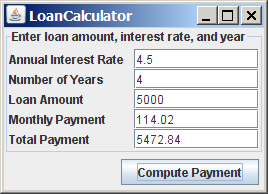 LoanCalculator
Enter loan amount, interest rate, and year
Annual Interest Rate 4.5
Number of Years 4
Loan Amount 5000
Monthly Payment 114.02
Total Payment 5472.84
Compute Payment